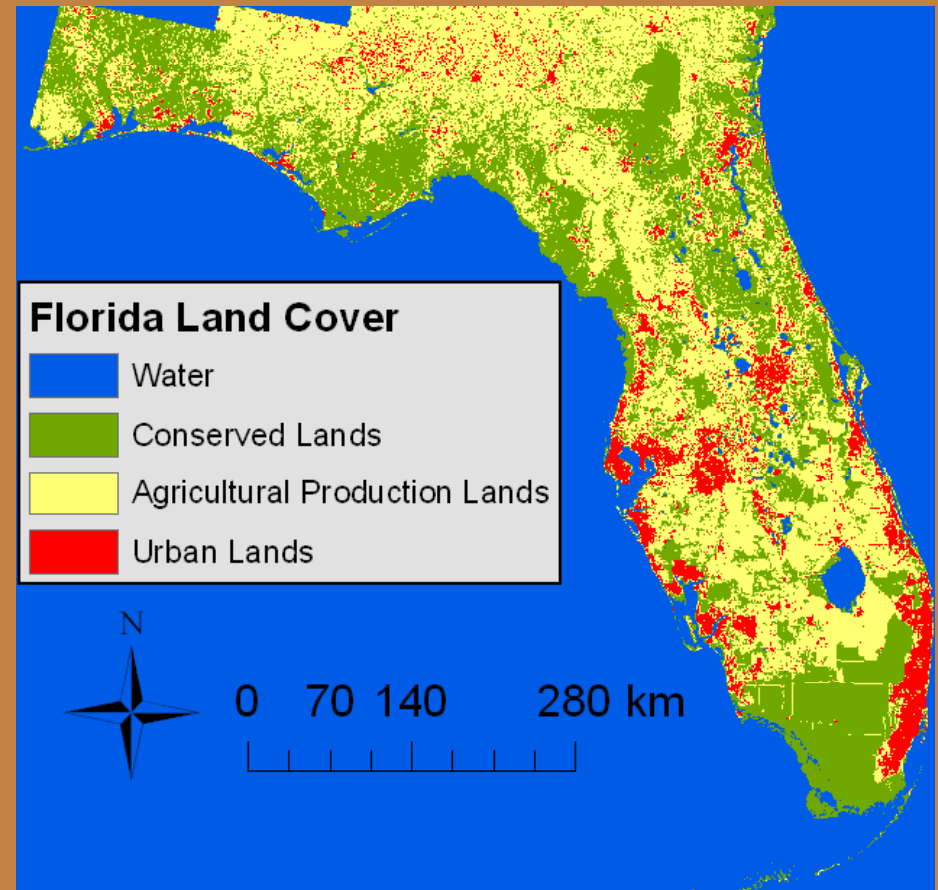 Florida Land Cover
Water
Conserved Lands
Agricultural Production Lands
Urban Lands
N
0 70 140 280 km